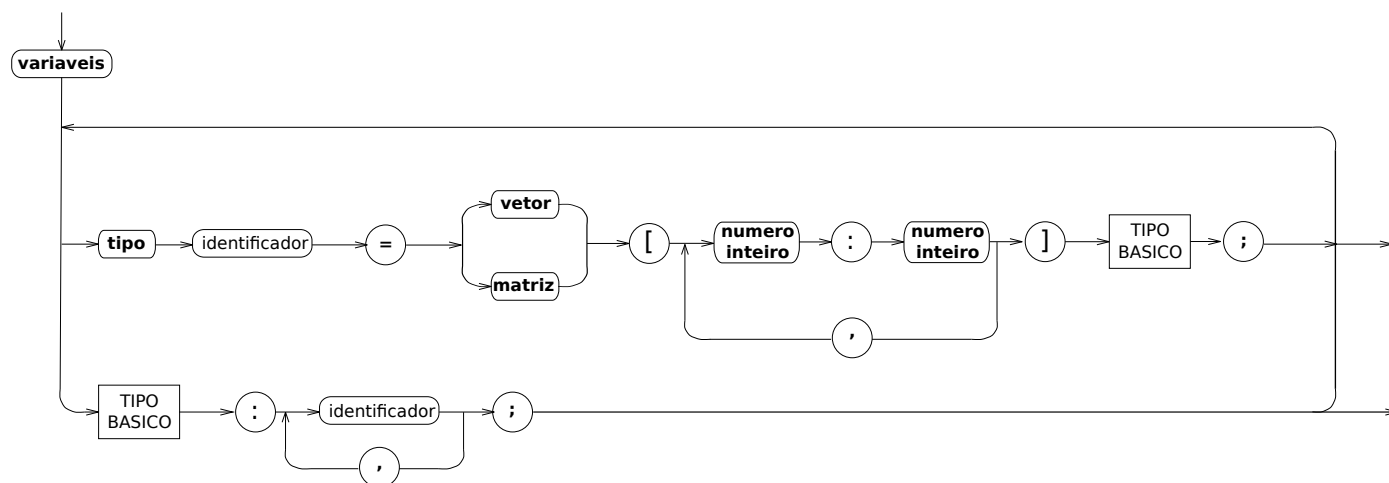 variaveis
tipo identificador = vetor [ numero inteiro : numero inteiro ] TIPO BASICO ;
matriz
,
TIPO BASICO : identificador ;
,